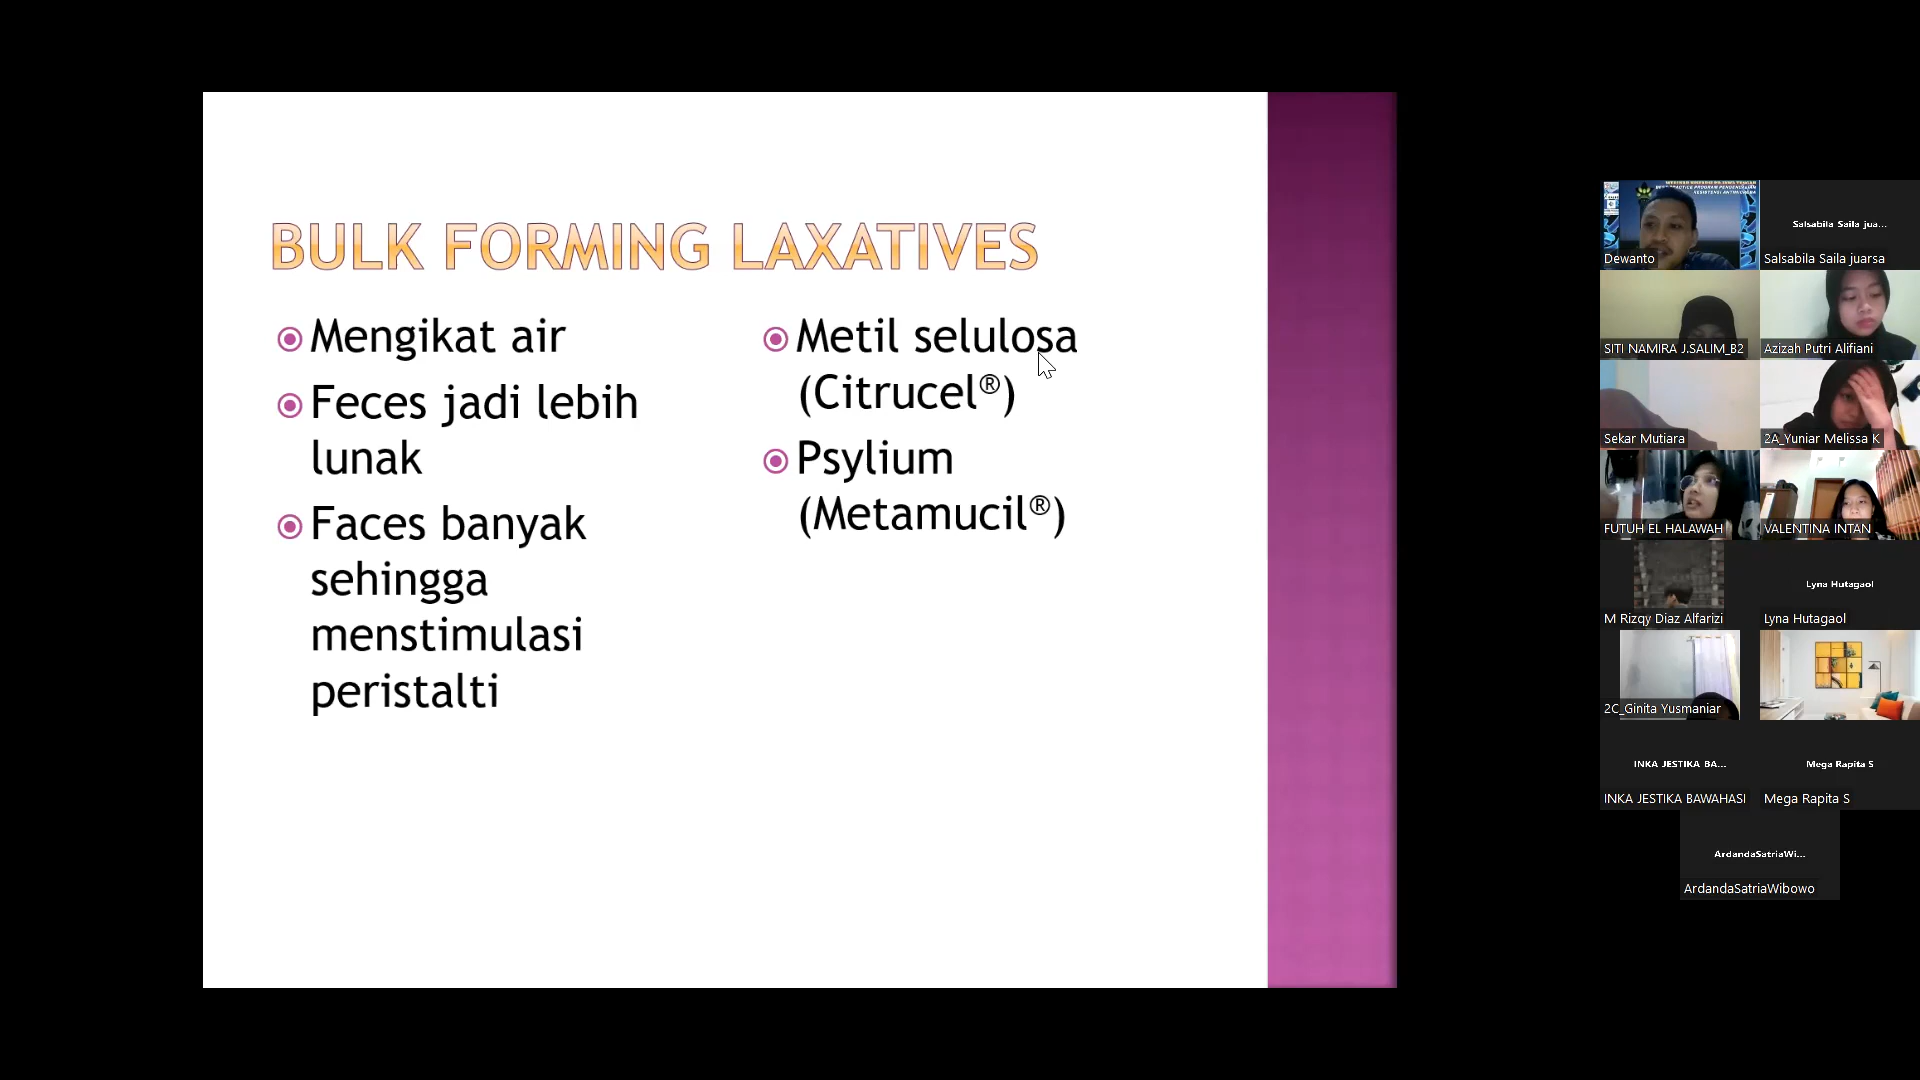 BULK FORMING LAXATIVES
Mengikat air
Feces jadi lebih
lunak
Faces banyak
sehingga
menstimulasi
peristalti
Metil selulosa
(Citrucel®)
Psylium
(Metamucil®)
Dewanto
Salsabila Saila jua...
Salsabila Saila juarsa
SITI NAMIRA J.SALIM_B2
Azizah Putri Alifiani
Sekar Mutiara
2A_Yuniar Melissa K
FUTUH EL HALAWAH
VALENTINA INTAN
M Rizqy Diaz Alfarizi
Lyna Hutagaol
Lyna Hutagaol
2C_Ginita Yusmaniar
INKA JESTIKA BA...
INKA JESTIKA BAWAHASI
Mega Rapita S
Mega Rapita S
ArdandaSatriaWi...
ArdandaSatriaWibowo